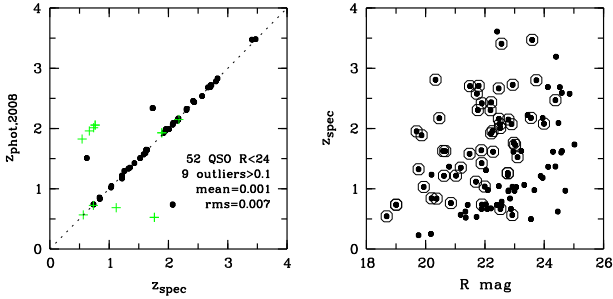 4
3
2
1
0
z_phot,2008
52 QSO R<24
9 outliers>0.1
mean=0.001
rms=0.007
0 1 2 3 4
z_spec
4
3
2
1
0
z_spec
18 20 22 24 26
R mag